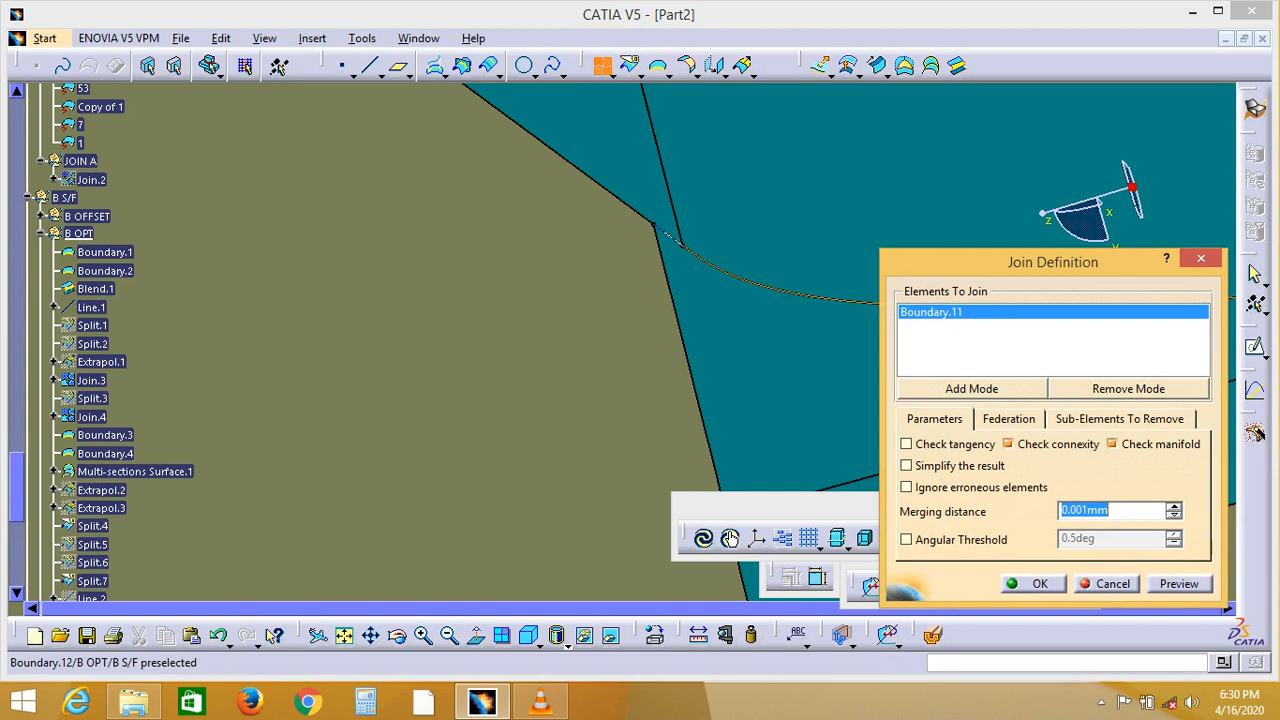 CATIA V5 - [Part2]
Start ENOVIA V5 VPM File Edit View Insert Tools Window Help
53
Copy of 1
7
1
JOIN A
Join.2
B S/F
B OFFSET
B OPT
Boundary.1
Boundary.2
Blend.1
Line.1
Split.1
Split.2
Extrapol.1
Join.3
Split.3
Join.4
Boundary.3
Boundary.4
Multi-sections Surface.1
Extrapol.2
Extrapol.3
Split.4
Split.5
Split.6
Split.7
Line.2
z x y
Join Definition ?
Elements To Join
Boundary.11
Add Mode Remove Mode
Parameters Federation Sub-Elements To Remove
Check tangency Check connexity Check manifold
Simplify the result
Ignore erroneous elements
Merging distance 0.001mm
Angular Threshold 0.5deg
OK Cancel Preview
ABC
CATIA
Boundary.12/B OPT/B S/F preselected
6:30 PM
4/16/2020